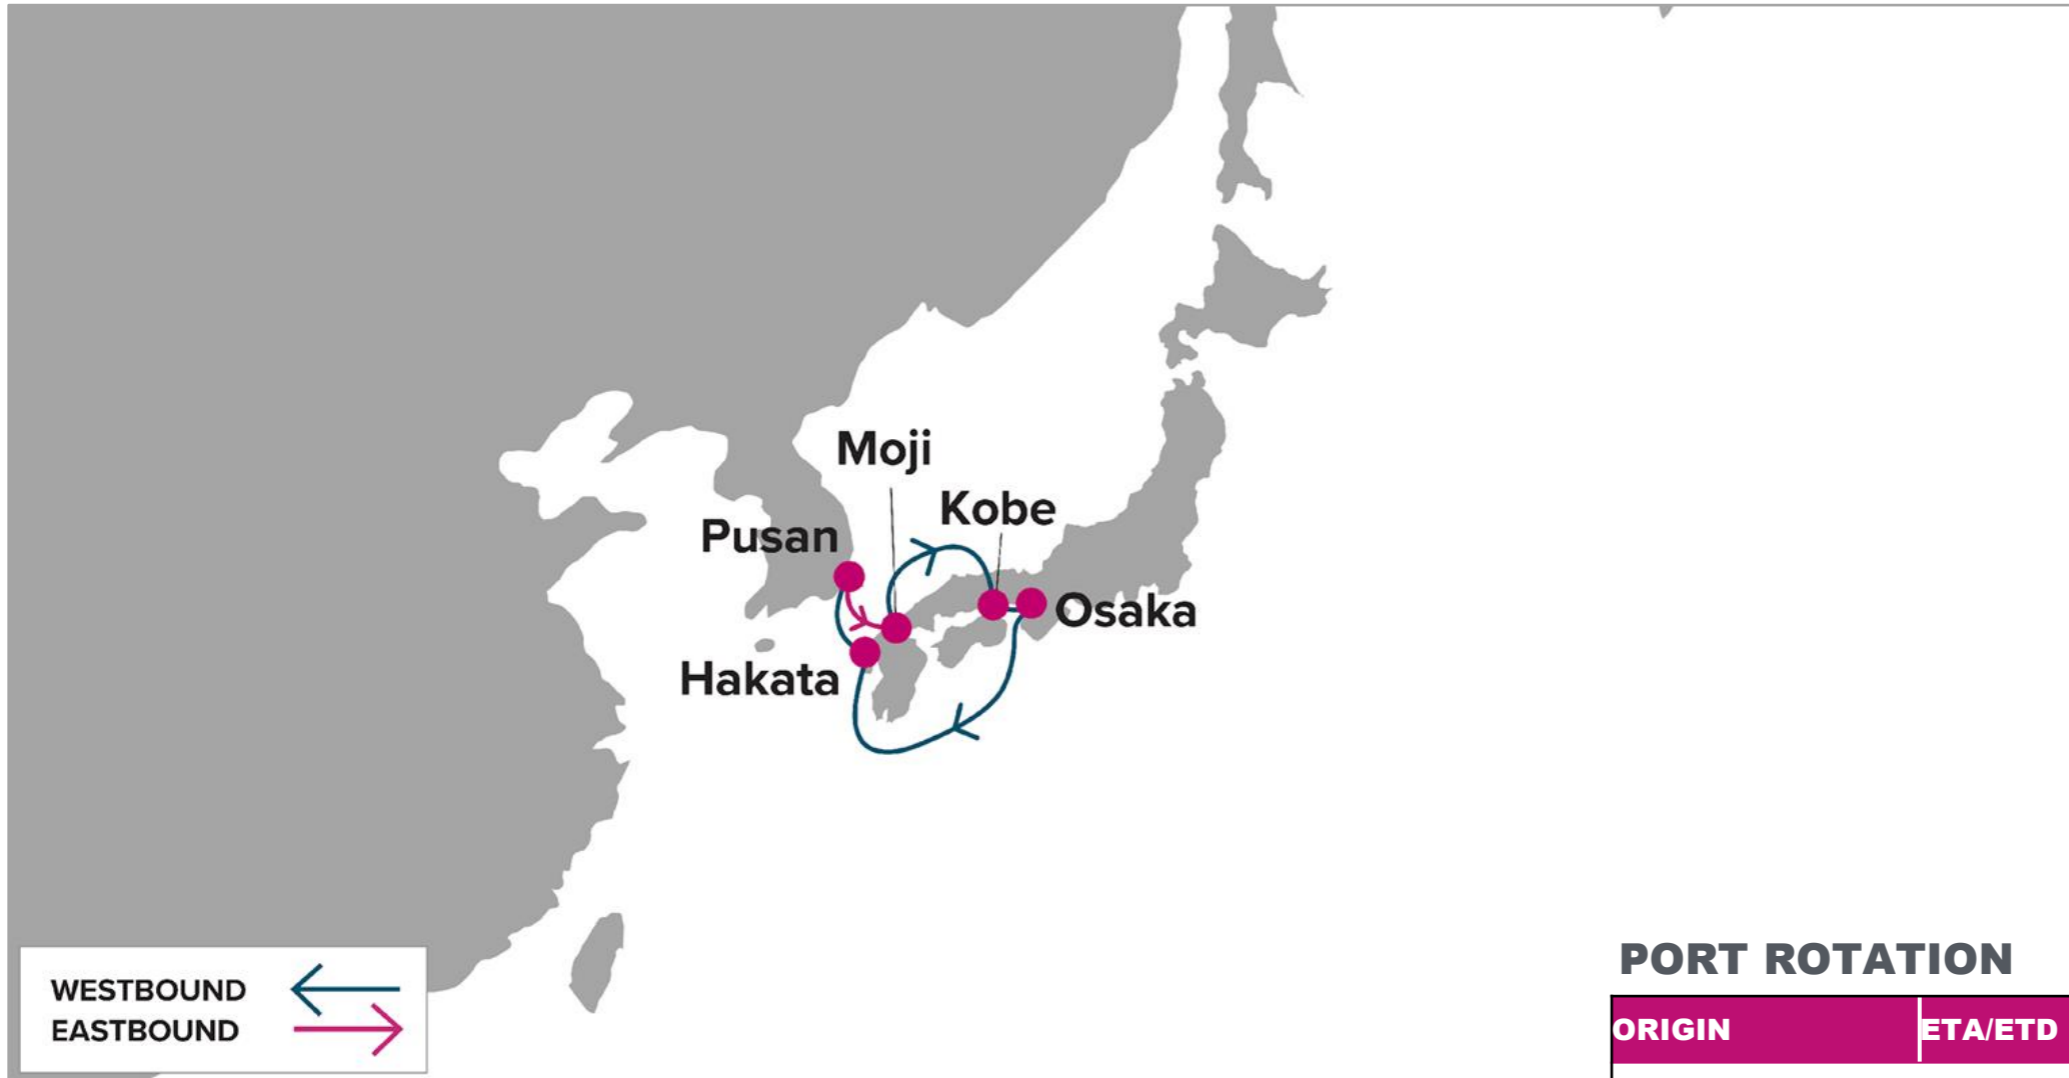 Moji
Kobe
Pusan
Osaka
Hakata
WESTBOUND
EASTBOUND
PORT ROTATION
ORIGIN ETA/ETD